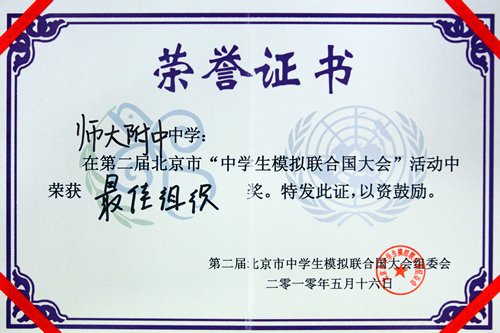 荣誉证书
师大附中中学：
在第二届北京市“中学生模拟联合国大会”活动中
荣获 最佳组织 奖。特发此证，以资鼓励。
第二届北京市中学生模拟联合国大会组委会
二零一零年五月十六日